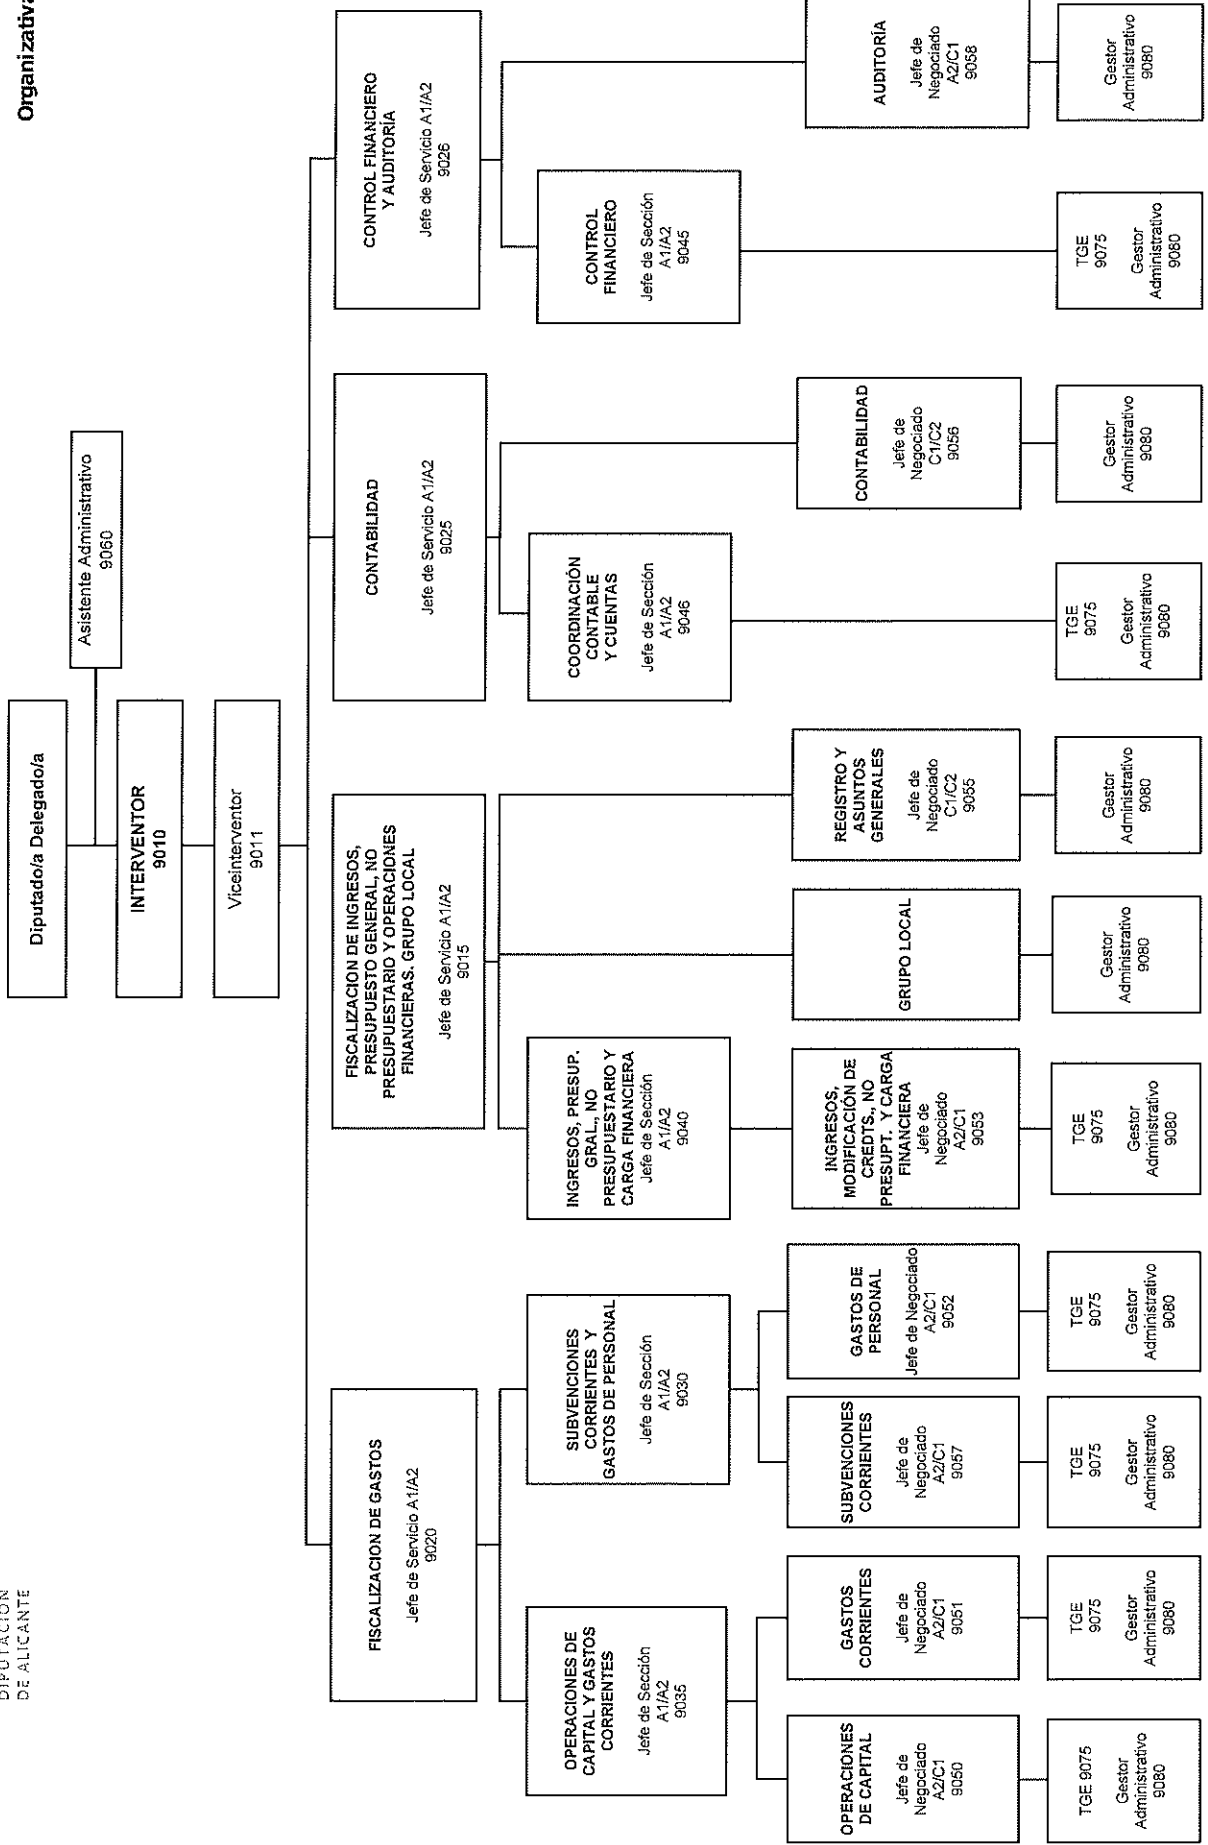 DIPUTACION
DE ALICANTE
Organizativa
Diputado/a Delegado/a
Asistente Administrativo
9060
INTERVENTOR
9010
Viceinterventor
9011
FISCALIZACION DE GASTOS
Jefe de Servicio A1/A2
9020
FISCALIZACION DE INGRESOS,
PRESUPUESTO GENERAL, NO
PRESUPUESTARIO Y OPERACIONES
FINANCIERAS. GRUPO LOCAL
Jefe de Servicio A1/A2
9015
CONTABILIDAD
Jefe de Servicio A1/A2
9025
CONTROL FINANCIERO
Y AUDITORÍA
Jefe de Servicio A1/A2
9026
OPERACIONES DE
CAPITAL Y GASTOS
CORRIENTES
Jefe de Sección
A1/A2
9035
SUBVENCIONES
CORRIENTES Y
GASTOS DE PERSONAL
Jefe de Sección
A1/A2
9030
INGRESOS, PRESUP.
GRAL., NO
PRESUPUESTARIO Y
CARGA FINANCIERA
Jefe de Sección
A1/A2
9040
COORDINACIÓN
CONTABLE
Y CUENTAS
Jefe de Sección
A1/A2
9046
CONTROL
FINANCIERO
Jefe de Sección
A1/A2
9045
OPERACIONES
DE CAPITAL
Jefe de
Negociado
A2/C1
9050
GASTOS
CORRIENTES
Jefe de
Negociado
A2/C1
9051
SUBVENCIONES
CORRIENTES
Jefe de
Negociado
A2/C1
9057
GASTOS DE
PERSONAL
Jefe de Negociado
A2/C1
9052
INGRESOS,
MODIFICACIÓN DE
CREDTS., NO
PRESUPT. Y CARGA
FINANCIERA
Jefe de
Negociado
A2/C1
9053
GRUPO LOCAL
REGISTRO Y
ASUNTOS
GENERALES
Jefe de
Negociado
C1/C2
9055
CONTABILIDAD
Jefe de
Negociado
C1/C2
9056
AUDITORÍA
Jefe de
Negociado
A2/C1
9058
TGE 9075
Gestor
Administrativo
9080
TGE
9075
Gestor
Administrativo
9080
TGE
9075
Gestor
Administrativo
9080
TGE
9075
Gestor
Administrativo
9080
TGE
9075
Gestor
Administrativo
9080
Gestor
Administrativo
9080
Gestor
Administrativo
9080
TGE
9075
Gestor
Administrativo
9080
Gestor
Administrativo
9080
TGE
9075
Gestor
Administrativo
9080
Gestor
Administrativo
9080